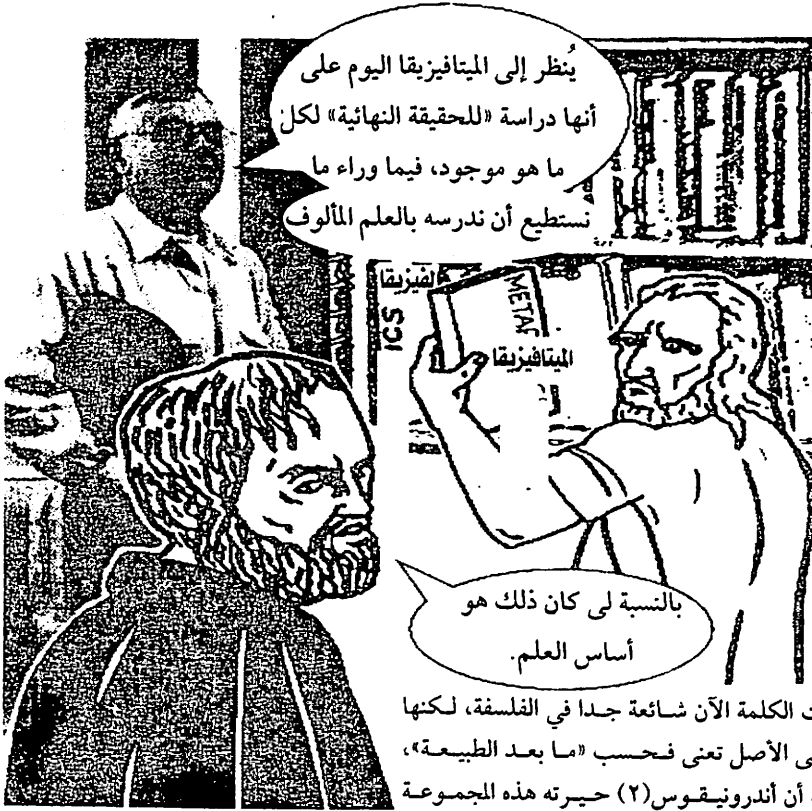 يُنظر إلى الميتافيزيقا اليوم على
أنها دراسة «للحقيقة النهائية» لكل
ما هو موجود، فيما وراء ما
نستطيع أن ندرسه بالعلم المألوف
الفيزيقا
ICS
METAF
الميتافيزيقا
بالنسبة لى كان ذلك هو
أساس العلم.
الكلمة الآن شائعة جدا في الفلسفة، لكنها
الأصل تعنى فحسب «ما بعد الطبيعة»،
أن أندرونيقوس(٢) حيرته هذه المجموعة